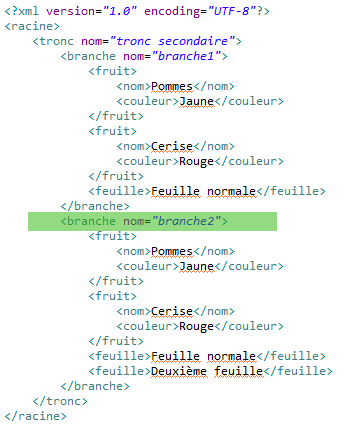 <?xml version="1.0" encoding="UTF-8"?>
<racine>
    <tronc nom="tronc secondaire">
        <branche nom="branche1">
            <fruit>
                <nom>Pommes</nom>
                <couleur>Jaune</couleur>
            </fruit>
            <fruit>
                <nom>Cerise</nom>
                <couleur>Rouge</couleur>
            </fruit>
            <feuille>Feuille normale</feuille>
        </branche>
        <branche nom="branche2">
            <fruit>
                <nom>Pommes</nom>
                <couleur>Jaune</couleur>
            </fruit>
            <fruit>
                <nom>Cerise</nom>
                <couleur>Rouge</couleur>
            </fruit>
            <feuille>Feuille normale</feuille>
            <feuille>Deuxième feuille</feuille>
        </branche>
    </tronc>
</racine>